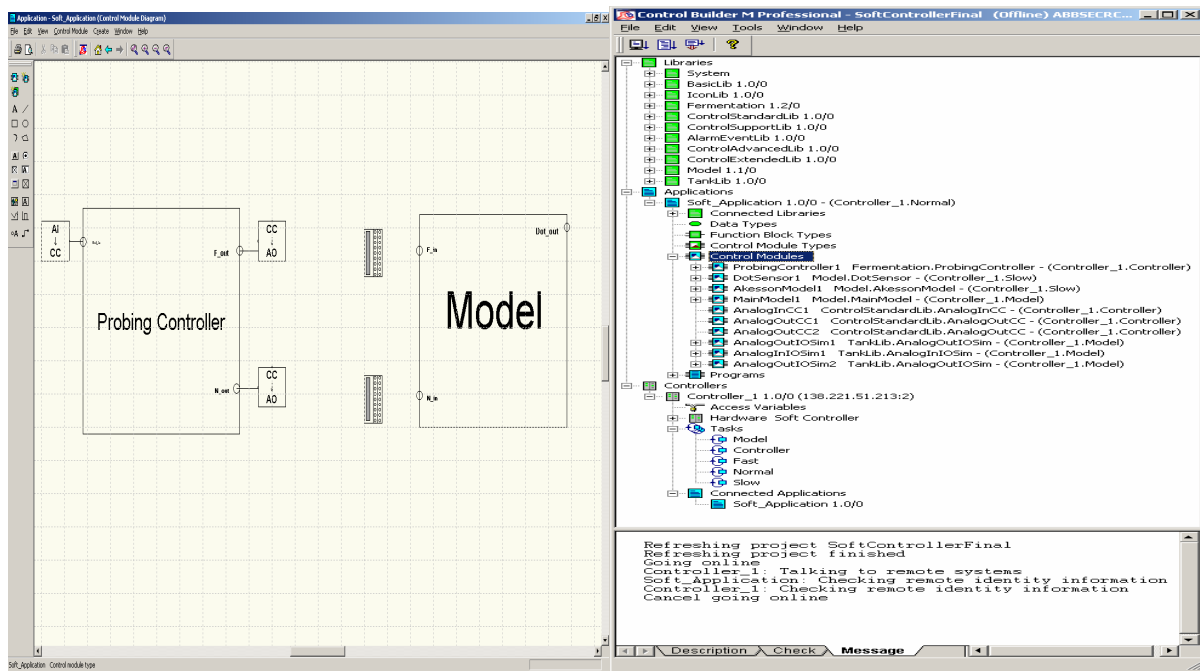 Application - Soft_Application (Control Module Diagram)
File Edit View Control Module Create Window Help
AI
↓
CC
F_out
CC
↓
AO
Probing Controller
N_out
CC
↓
AO
F_in
Dot_out
Model
N_in
Soft_Application Control module type
Control Builder M Professional - SoftControllerFinal (Offline) ABBSECRC...
File Edit View Tools Window Help
Libraries
System
BasicLib 1.0/0
IconLib 1.0/0
Fermentation 1.2/0
ControlStandardLib 1.0/0
ControlSupportLib 1.0/0
AlarmEventLib 1.0/0
ControlAdvancedLib 1.0/0
ControlExtendedLib 1.0/0
Model 1.1/0
TankLib 1.0/0
Applications
Soft_Application 1.0/0 - (Controller_1.Normal)
Connected Libraries
Data Types
Function Block Types
Control Module Types
Control Modules
ProbingController1 Fermentation.ProbingController - (Controller_1.Controller)
DotSensor1 Model.DotSensor - (Controller_1.Slow)
AkessonModel1 Model.AkessonModel - (Controller_1.Slow)
MainModel1 Model.MainModel - (Controller_1.Model)
AnalogInCC1 ControlStandardLib.AnalogInCC - (Controller_1.Controller)
AnalogOutCC1 ControlStandardLib.AnalogOutCC - (Controller_1.Controller)
AnalogOutCC2 ControlStandardLib.AnalogOutCC - (Controller_1.Controller)
AnalogOutIOSim1 TankLib.AnalogOutIOSim - (Controller_1.Model)
AnalogInIOSim1 TankLib.AnalogInIOSim - (Controller_1.Model)
AnalogOutIOSim2 TankLib.AnalogOutIOSim - (Controller_1.Model)
Programs
Controllers
Controller_1 1.0/0 (138.221.51.213:2)
Access Variables
Hardware Soft Controller
Tasks
Model
Controller
Fast
Normal
Slow
Connected Applications
Soft_Application 1.0/0
Refreshing project SoftControllerFinal
Refreshing project finished
Going online
Controller_1: Talking to remote systems
Soft_Application: Checking remote identity information
Controller_1: Checking remote identity information
Cancel going online
Description Check Message